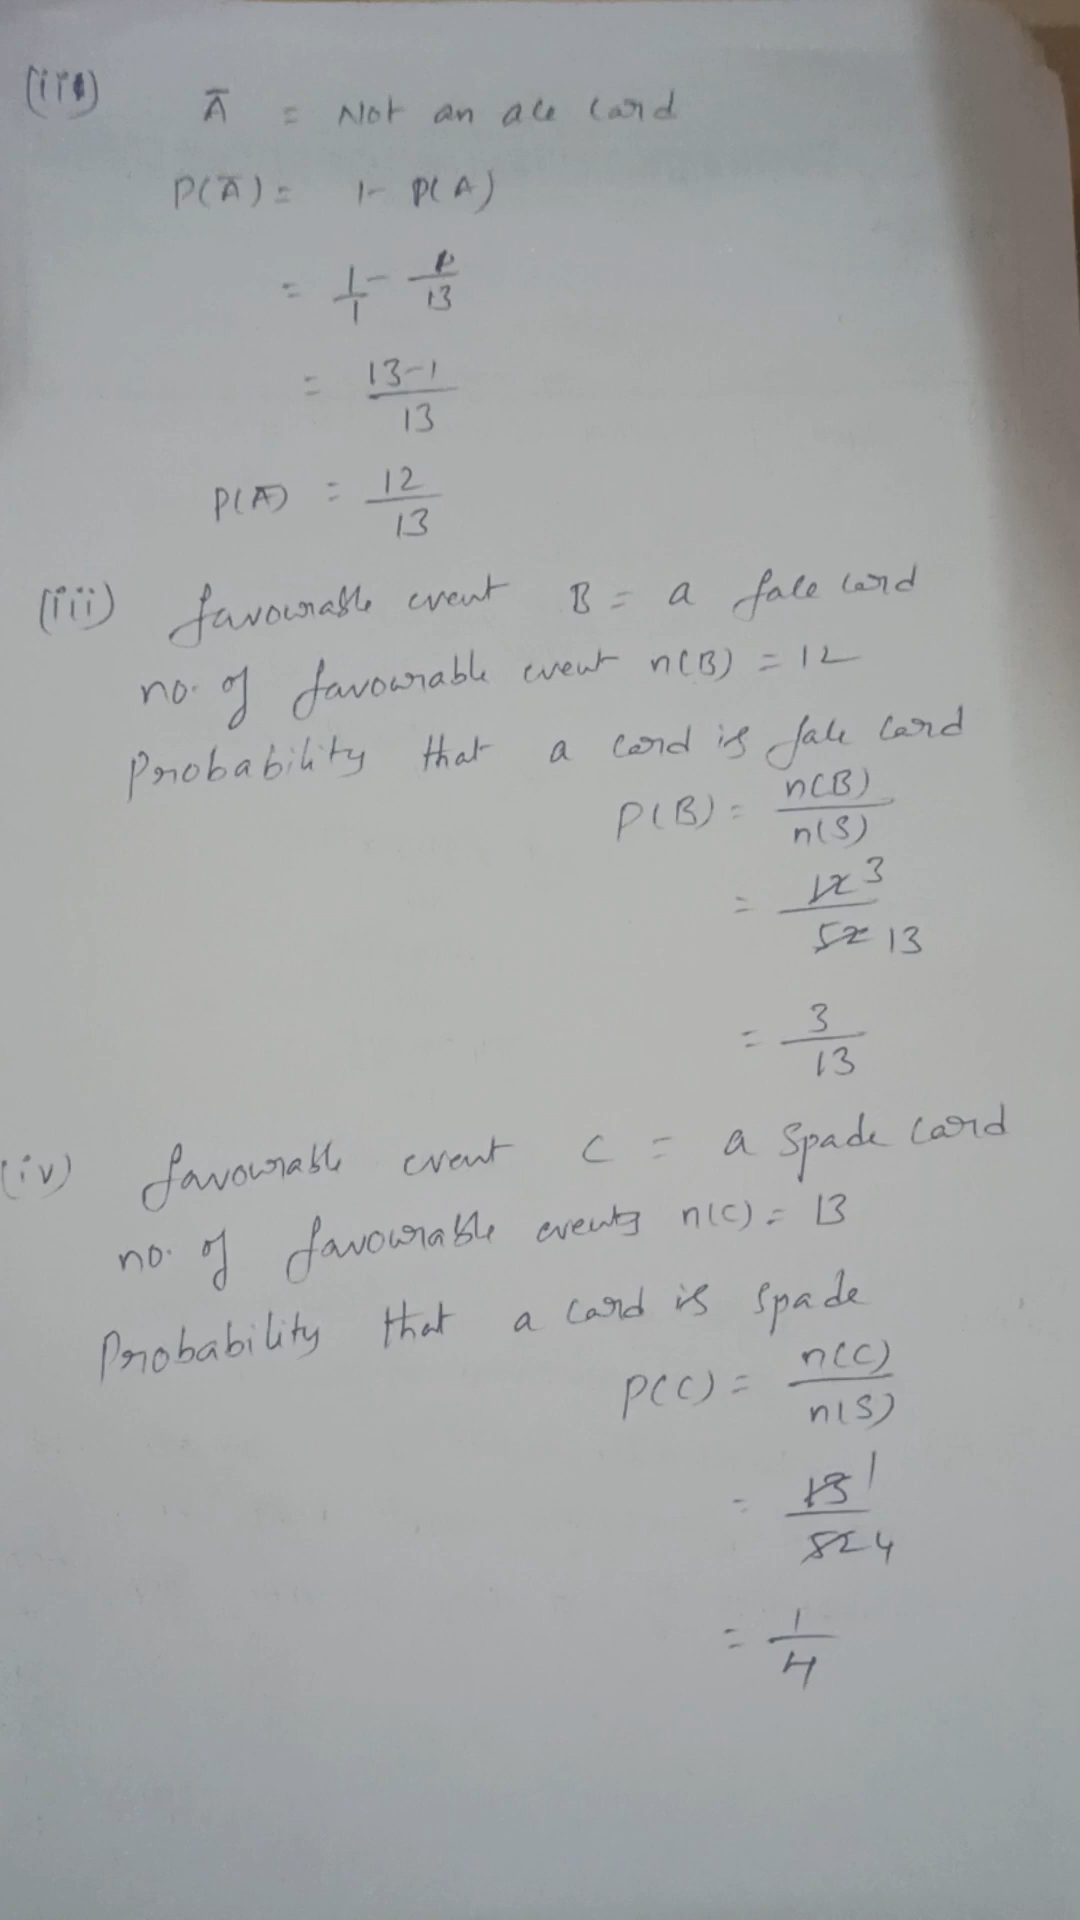 (iii)
Ā = Not an ace card
P(Ā) = 1- P(A)
= 1/1 - 1/13
= 13-1/13
P(Ā) = 12/13
(iii) favourable event B = a face card
no. of favourable event n(B) = 12
Probability that a card is face card
P(B) = n(B)/n(S)
= 12 3/52 13
= 3/13
(iv) favourable event C = a Spade card
no. of favourable events n(C) = 13
Probability that a card is spade
P(C) = n(C)/n(S)
= 13 1/52 4
= 1/4